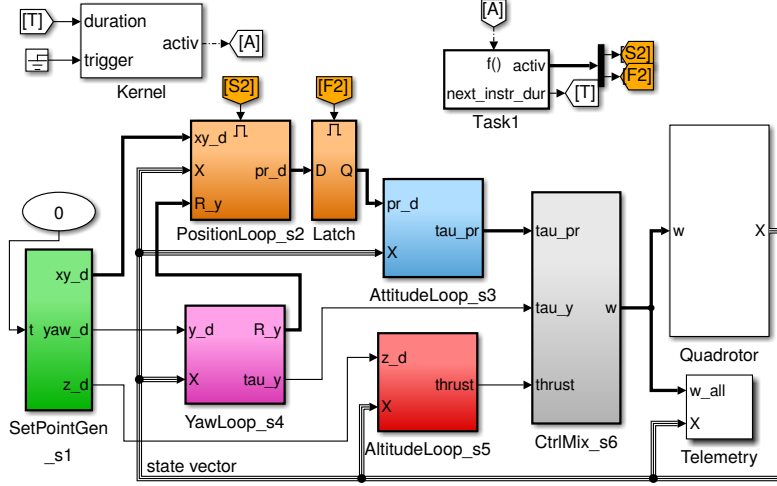 [T]
duration
trigger
activ
[A]
Kernel
[A]
f()
activ
next_instr_dur
[S2]
[F2]
[T]
Task1
[S2]
[F2]
xy_d
X
R_y
pr_d
PositionLoop_s2
D
Q
Latch
pr_d
X
tau_pr
AttitudeLoop_s3
0
t
xy_d
yaw_d
z_d
SetPointGen
_s1
y_d
X
R_y
tau_y
YawLoop_s4
z_d
X
thrust
AltitudeLoop_s5
tau_pr
tau_y
thrust
w
CtrlMix_s6
w
X
Quadrotor
w_all
X
Telemetry
state vector